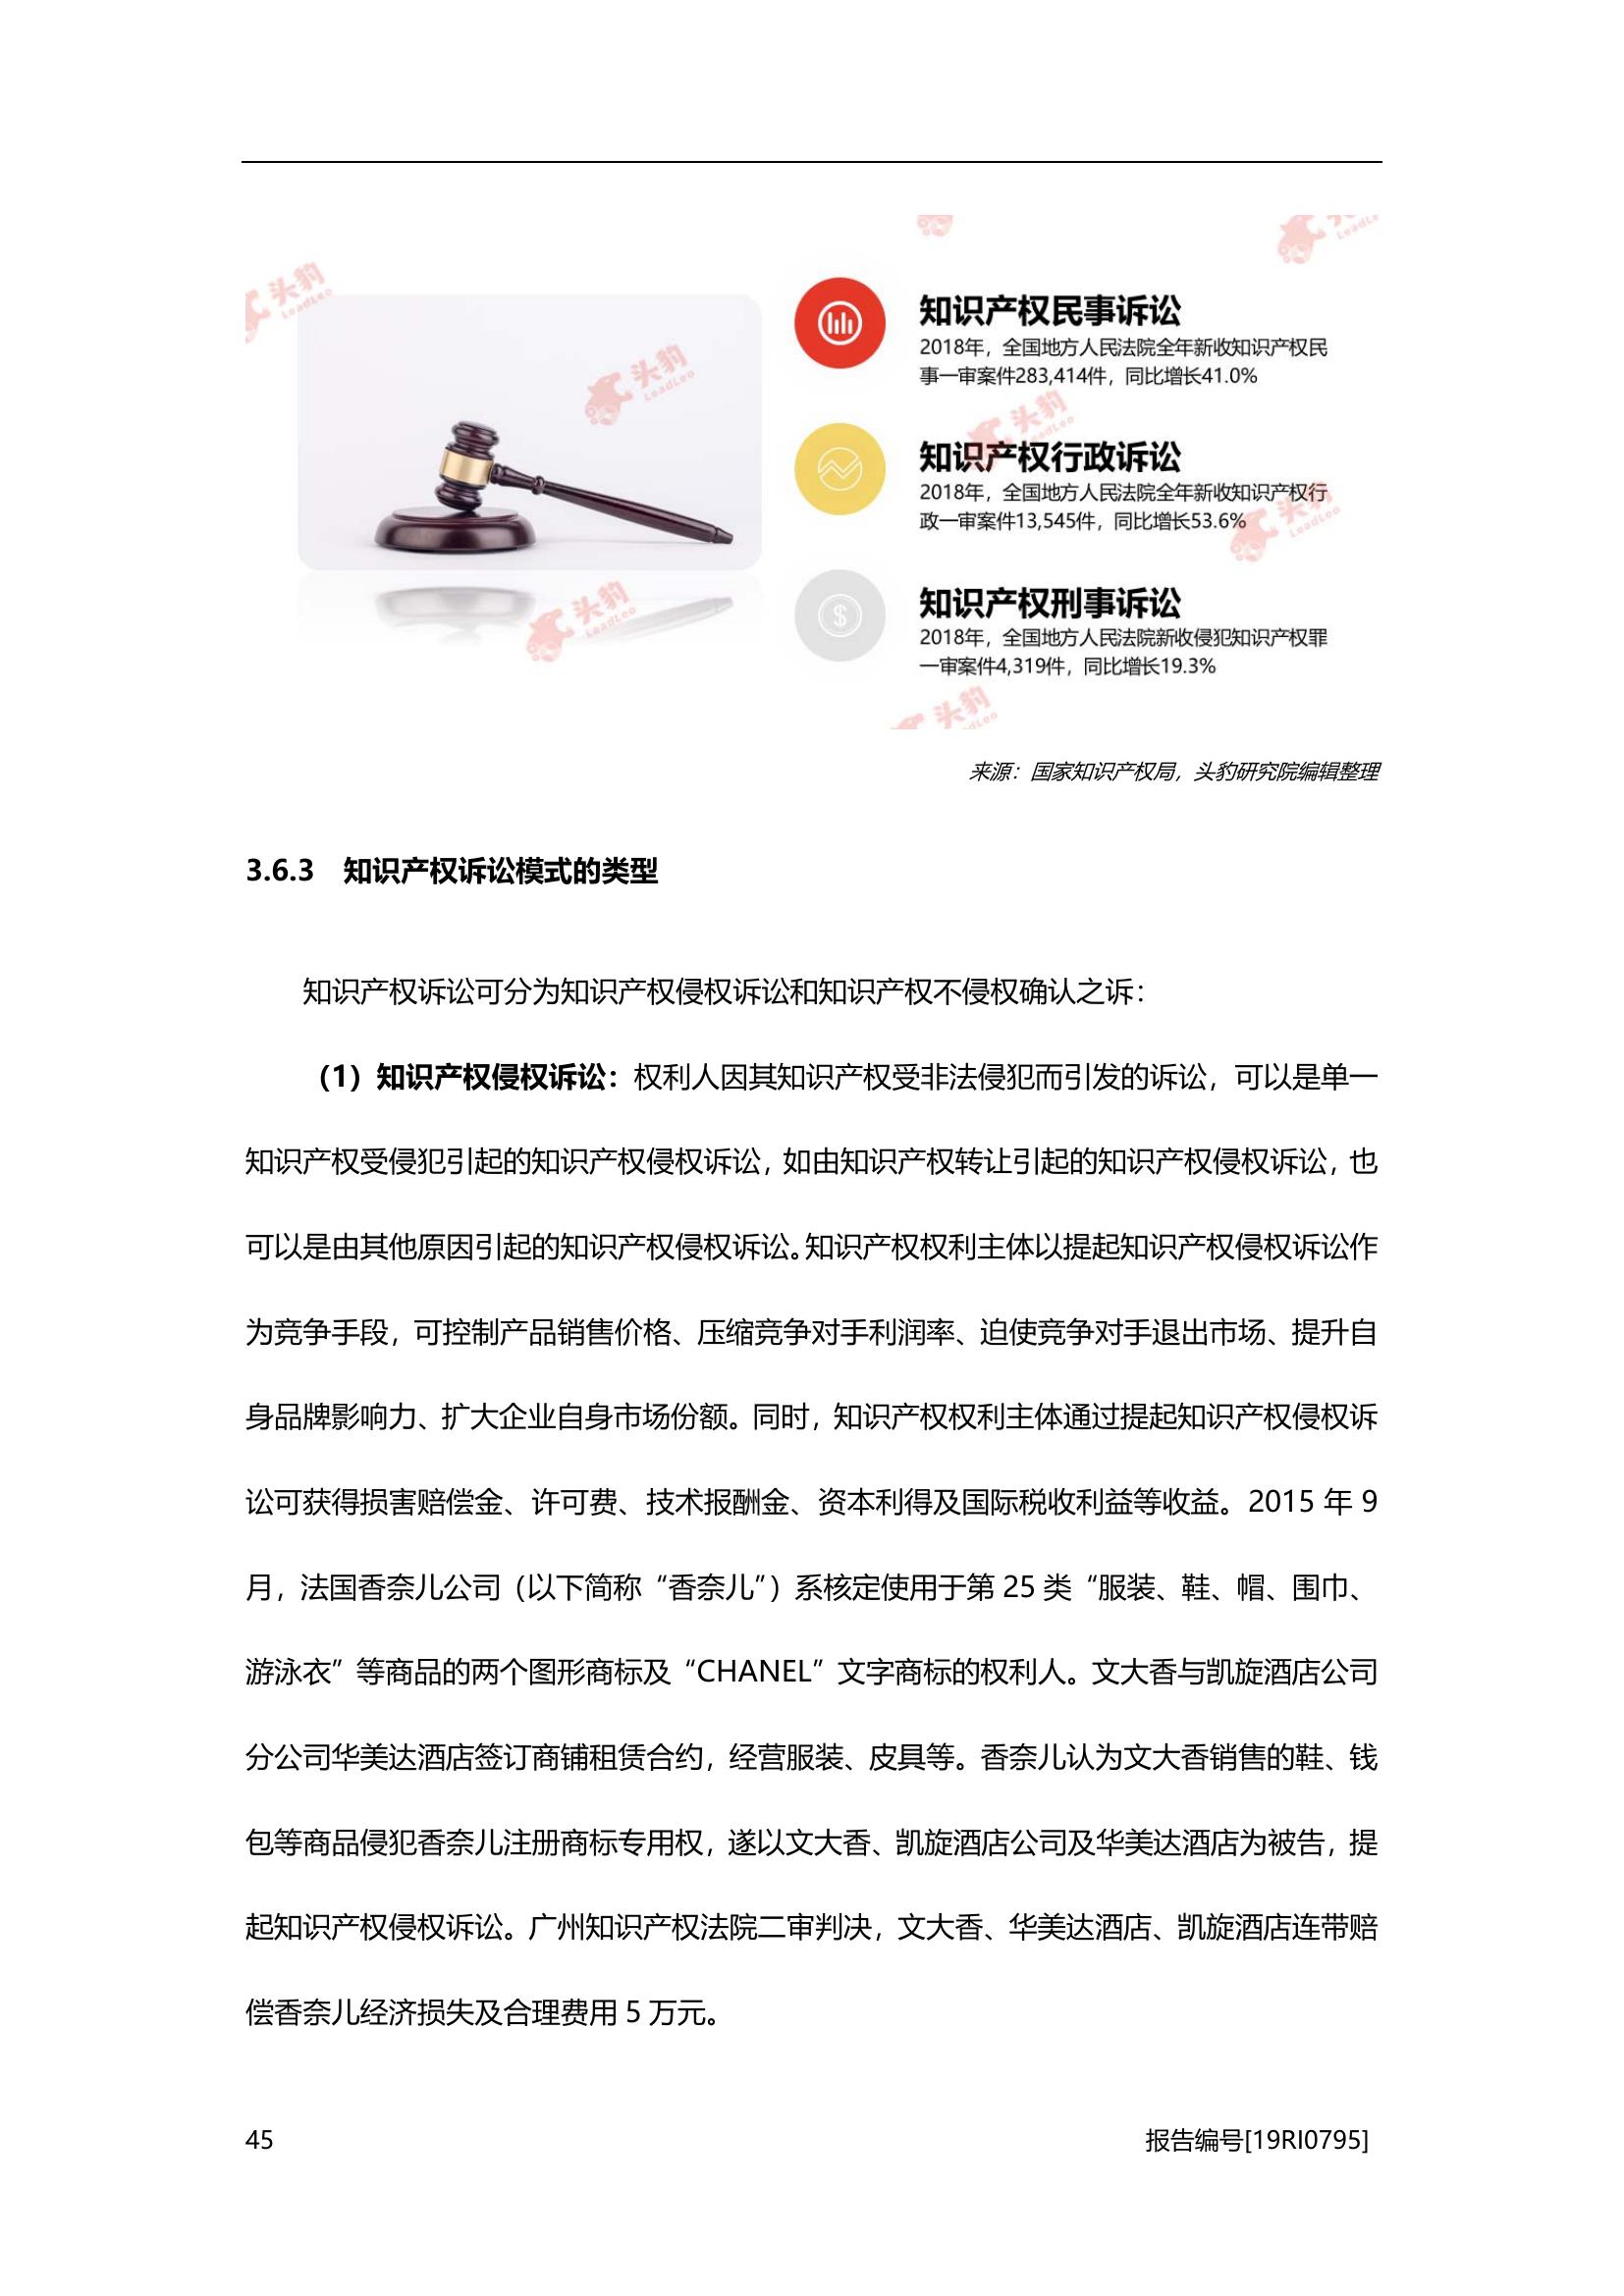 头豹
LeadLeo
知识产权民事诉讼
2018年，全国地方人民法院全年新收知识产权民
事一审案件283,414件，同比增长41.0%
知识产权行政诉讼
2018年，全国地方人民法院全年新收知识产权行
政一审案件13,545件，同比增长53.6%
知识产权刑事诉讼
2018年，全国地方人民法院新收侵犯知识产权罪
一审案件4,319件，同比增长19.3%
来源：国家知识产权局，头豹研究院编辑整理
3.6.3 知识产权诉讼模式的类型
知识产权诉讼可分为知识产权侵权诉讼和知识产权不侵权确认之诉：
（1）知识产权侵权诉讼：权利人因其知识产权受非法侵犯而引发的诉讼，可以是单一
知识产权受侵犯引起的知识产权侵权诉讼，如由知识产权转让引起的知识产权侵权诉讼，也
可以是由其他原因引起的知识产权侵权诉讼。知识产权权利主体以提起知识产权侵权诉讼作
为竞争手段，可控制产品销售价格、压缩竞争对手利润率、迫使竞争对手退出市场、提升自
身品牌影响力、扩大企业自身市场份额。同时，知识产权权利主体通过提起知识产权侵权诉
讼可获得损害赔偿金、许可费、技术报酬金、资本利得及国际税收利益等收益。2015 年 9
月，法国香奈儿公司（以下简称“香奈儿”）系核定使用于第 25 类“服装、鞋、帽、围巾、
游泳衣”等商品的两个图形商标及“CHANEL”文字商标的权利人。文大香与凯旋酒店公司
分公司华美达酒店签订商铺租赁合约，经营服装、皮具等。香奈儿认为文大香销售的鞋、钱
包等商品侵犯香奈儿注册商标专用权，遂以文大香、凯旋酒店公司及华美达酒店为被告，提
起知识产权侵权诉讼。广州知识产权法院二审判决，文大香、华美达酒店、凯旋酒店连带赔
偿香奈儿经济损失及合理费用 5 万元。
45
报告编号[19RI0795]